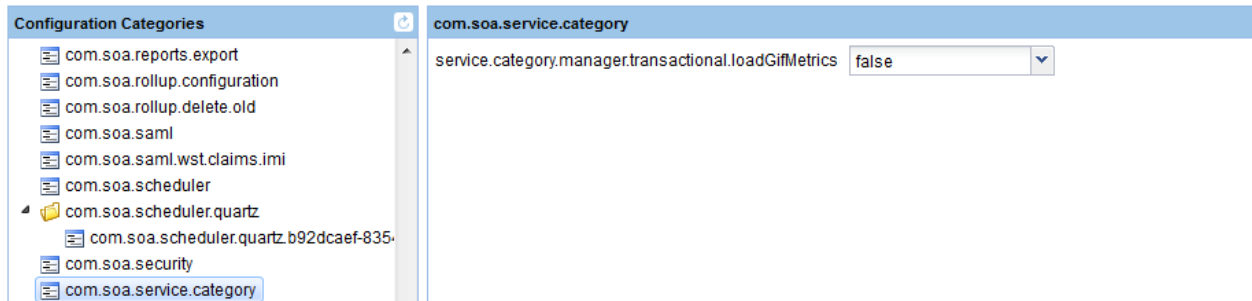 Configuration Categories
com.soa.reports.export
com.soa.rollup.configuration
com.soa.rollup.delete.old
com.soa.saml
com.soa.saml.wst.claims.imi
com.soa.scheduler
com.soa.scheduler.quartz
com.soa.scheduler.quartz.b92dcaef-835
com.soa.security
com.soa.service.category
com.soa.service.category
service.category.manager.transactional.loadGifMetrics false